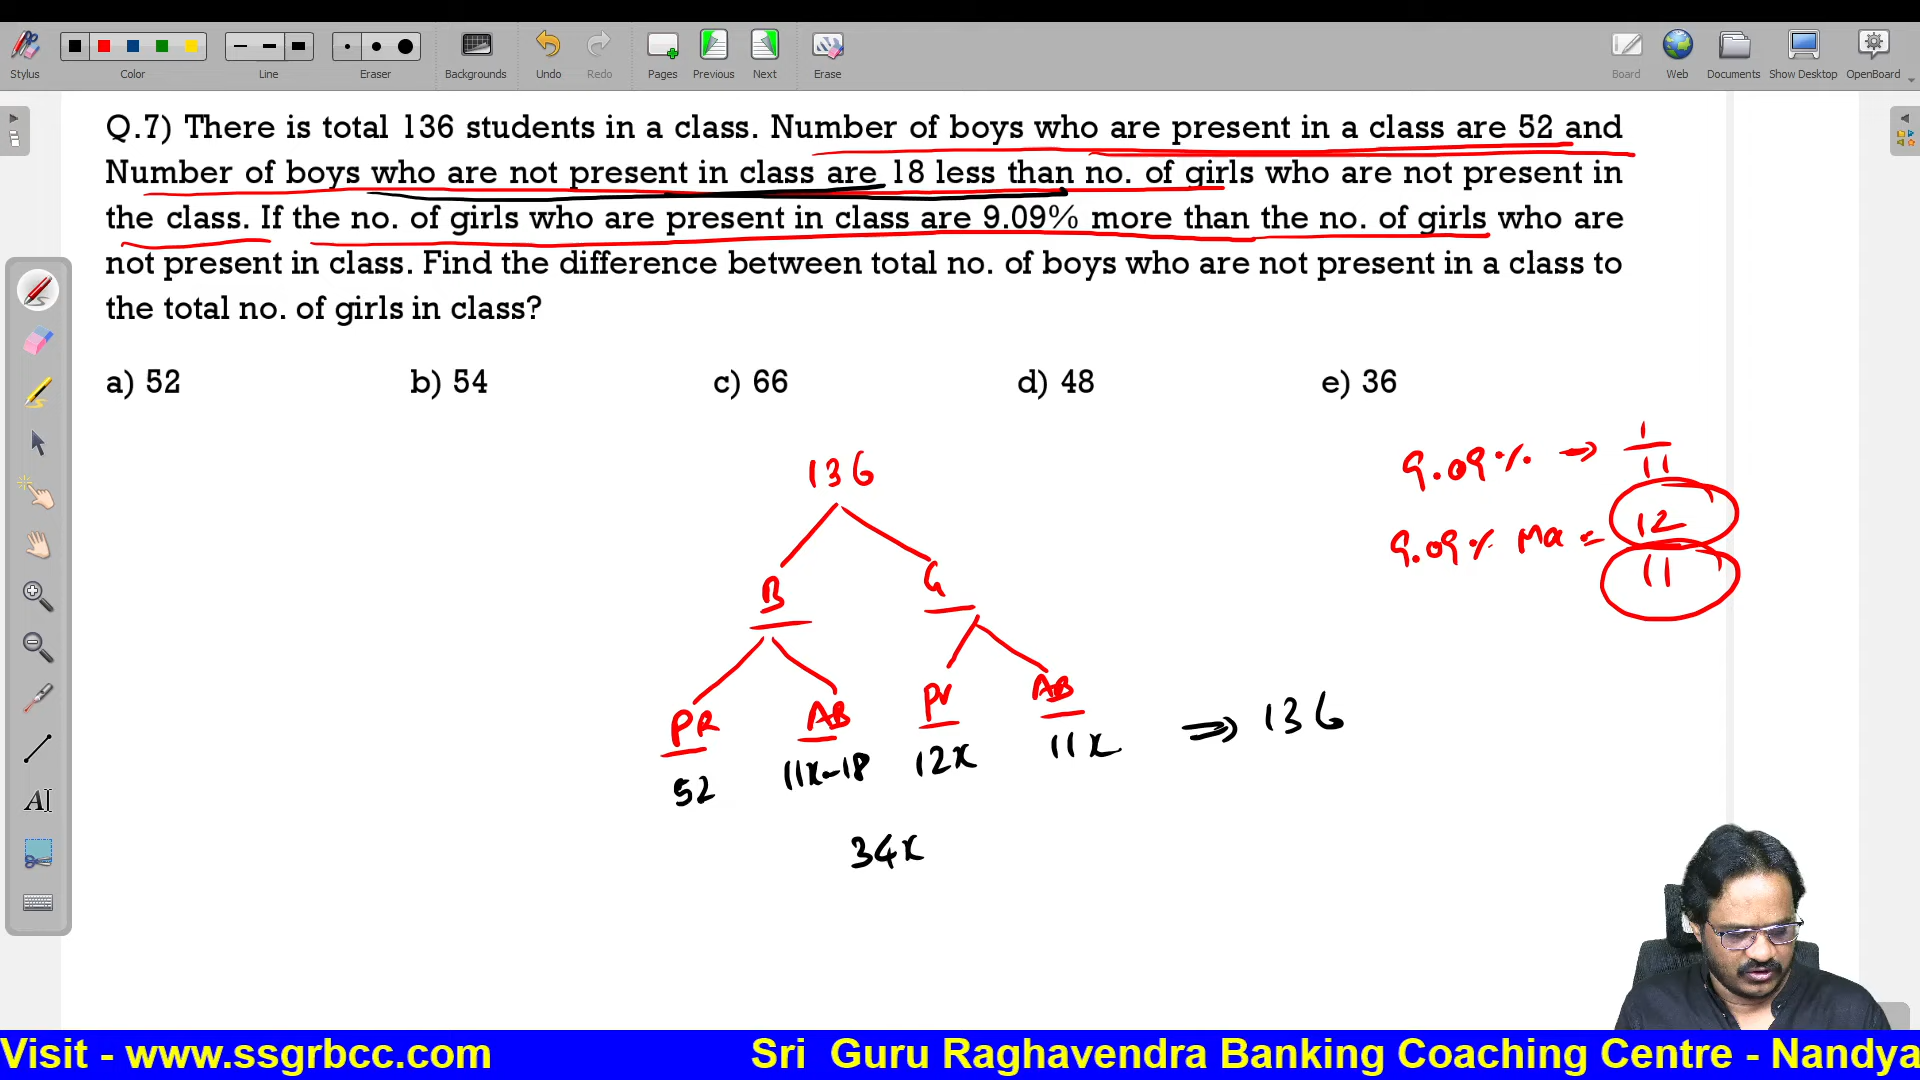 Stylus Color Line Eraser Backgrounds Undo Redo Pages Previous Next Erase Board Web Documents Show Desktop OpenBoard
Q.7) There is total 136 students in a class. Number of boys who are present in a class are 52 and
Number of boys who are not present in class are 18 less than no. of girls who are not present in
the class. If the no. of girls who are present in class are 9.09% more than the no. of girls who are
not present in class. Find the difference between total no. of boys who are not present in a class to
the total no. of girls in class?
a) 52 b) 54 c) 66 d) 48 e) 36
136
9.09% → 1/11
9.09% = 12/11
B G
PR AB Pr AB
52 11x-18 12x 11x ⇒ 136
34x
Visit - www.ssgrbcc.com Sri Guru Raghavendra Banking Coaching Centre - Nandya